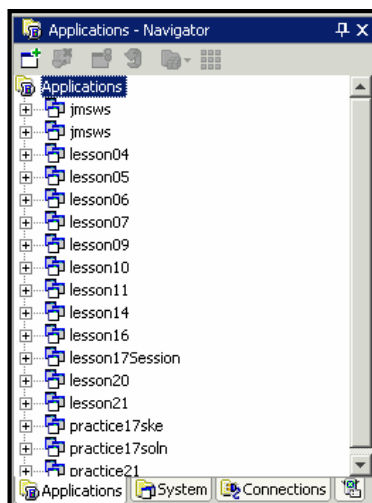 Applications - Navigator
Applications
jmsws
jmsws
lesson04
lesson05
lesson06
lesson07
lesson09
lesson10
lesson11
lesson14
lesson16
lesson17Session
lesson20
lesson21
practice17ske
practice17soln
practice21
Applications System Connections